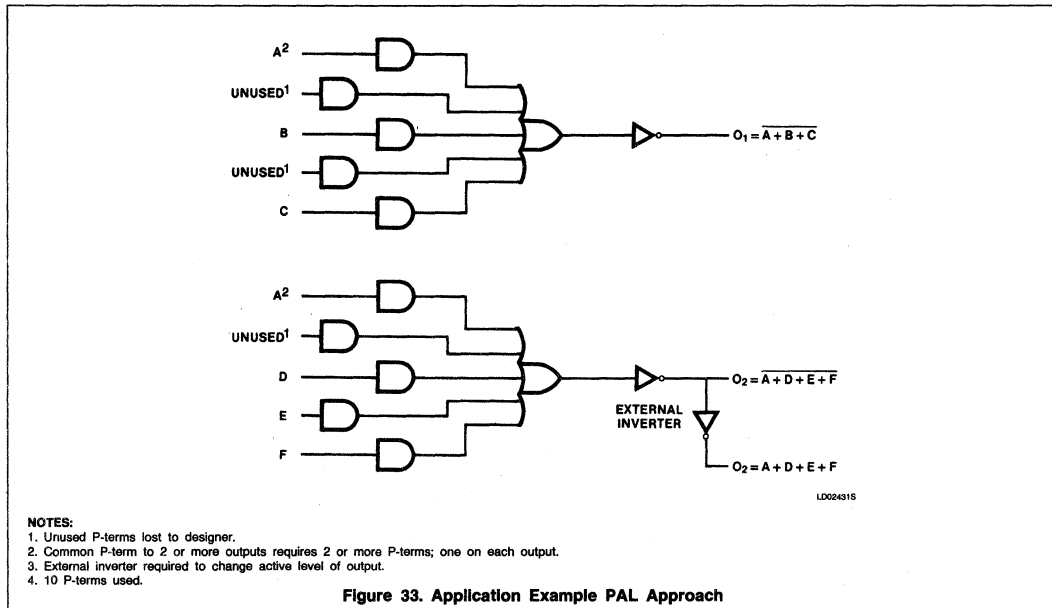 A²
UNUSED¹
B
UNUSED¹
C
O₁ = \overline{A + B + C}
A²
UNUSED¹
D
E
F
O₂ = \overline{A + D + E + F}
EXTERNAL
INVERTER
O₂ = A + D + E + F
LD02431S
NOTES:
1. Unused P-terms lost to designer.
2. Common P-term to 2 or more outputs requires 2 or more P-terms; one on each output.
3. External inverter required to change active level of output.
4. 10 P-terms used.
Figure 33. Application Example PAL Approach